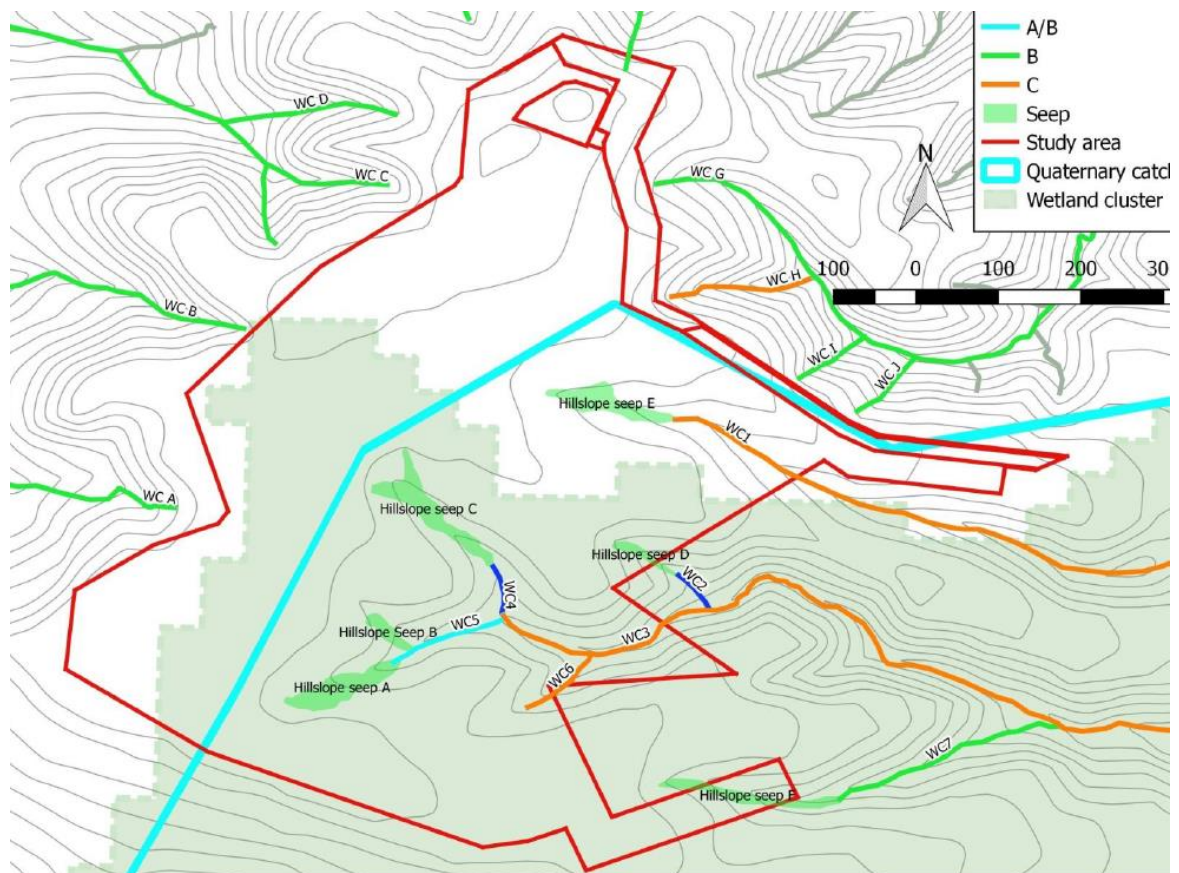 A/B
B
C
Seep
Study area
Quaternary catc
Wetland cluster
N
100 0 100 200 30
WC D
WC C
WC G
WC H
WC B
WC I
WC J
Hillslope seep E
WC1
WC A
Hillslope seep C
Hillslope seep D
WC4
WC2
WC5
Hillslope Seep B
WC3
WC6
Hillslope seep A
WC7
Hillslope seep F